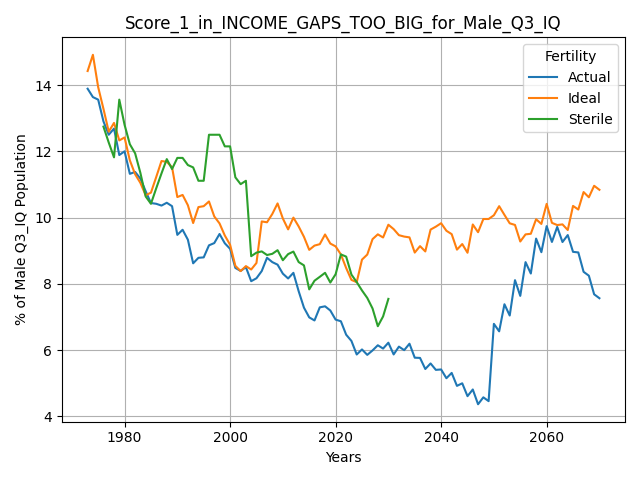 Score_1_in_INCOME_GAPS_TOO_BIG_for_Male_Q3_IQ
Fertility
Actual
Ideal
Sterile
% of Male Q3_IQ Population
14
12
10
8
6
4
1980
2000
2020
2040
2060
Years